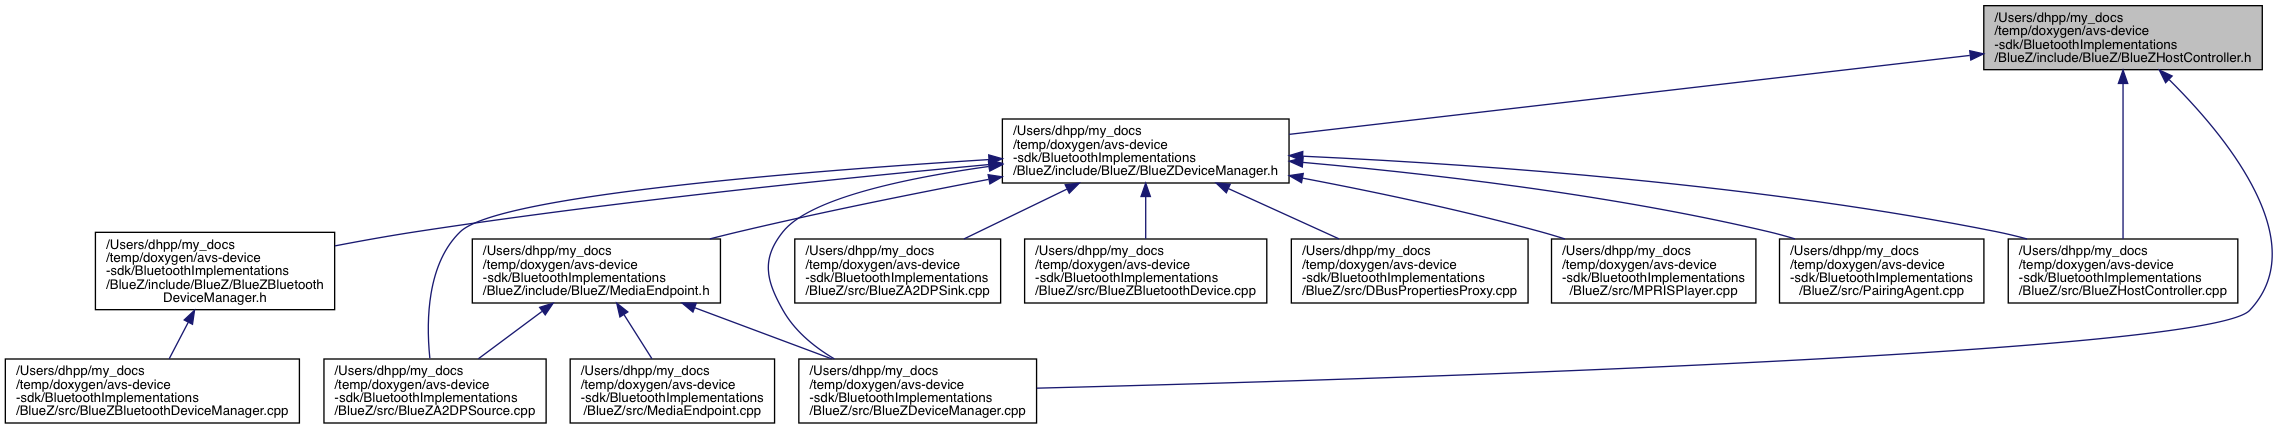 /Users/dhpp/my_docs
/temp/doxygen/avs-device
-sdk/BluetoothImplementations
/BlueZ/include/BlueZ/BlueZHostController.h
/Users/dhpp/my_docs
/temp/doxygen/avs-device
-sdk/BluetoothImplementations
/BlueZ/include/BlueZ/BlueZDeviceManager.h
/Users/dhpp/my_docs
/temp/doxygen/avs-device
-sdk/BluetoothImplementations
/BlueZ/include/BlueZ/BlueZBluetooth
DeviceManager.h
/Users/dhpp/my_docs
/temp/doxygen/avs-device
-sdk/BluetoothImplementations
/BlueZ/include/BlueZ/MediaEndpoint.h
/Users/dhpp/my_docs
/temp/doxygen/avs-device
-sdk/BluetoothImplementations
/BlueZ/src/BlueZA2DPSink.cpp
/Users/dhpp/my_docs
/temp/doxygen/avs-device
-sdk/BluetoothImplementations
/BlueZ/src/BlueZBluetoothDevice.cpp
/Users/dhpp/my_docs
/temp/doxygen/avs-device
-sdk/BluetoothImplementations
/BlueZ/src/DBusPropertiesProxy.cpp
/Users/dhpp/my_docs
/temp/doxygen/avs-device
-sdk/BluetoothImplementations
/BlueZ/src/MPRISPlayer.cpp
/Users/dhpp/my_docs
/temp/doxygen/avs-device
-sdk/BluetoothImplementations
/BlueZ/src/PairingAgent.cpp
/Users/dhpp/my_docs
/temp/doxygen/avs-device
-sdk/BluetoothImplementations
/BlueZ/src/BlueZHostController.cpp
/Users/dhpp/my_docs
/temp/doxygen/avs-device
-sdk/BluetoothImplementations
/BlueZ/src/BlueZBluetoothDeviceManager.cpp
/Users/dhpp/my_docs
/temp/doxygen/avs-device
-sdk/BluetoothImplementations
/BlueZ/src/BlueZA2DPSource.cpp
/Users/dhpp/my_docs
/temp/doxygen/avs-device
-sdk/BluetoothImplementations
/BlueZ/src/MediaEndpoint.cpp
/Users/dhpp/my_docs
/temp/doxygen/avs-device
-sdk/BluetoothImplementations
/BlueZ/src/BlueZDeviceManager.cpp